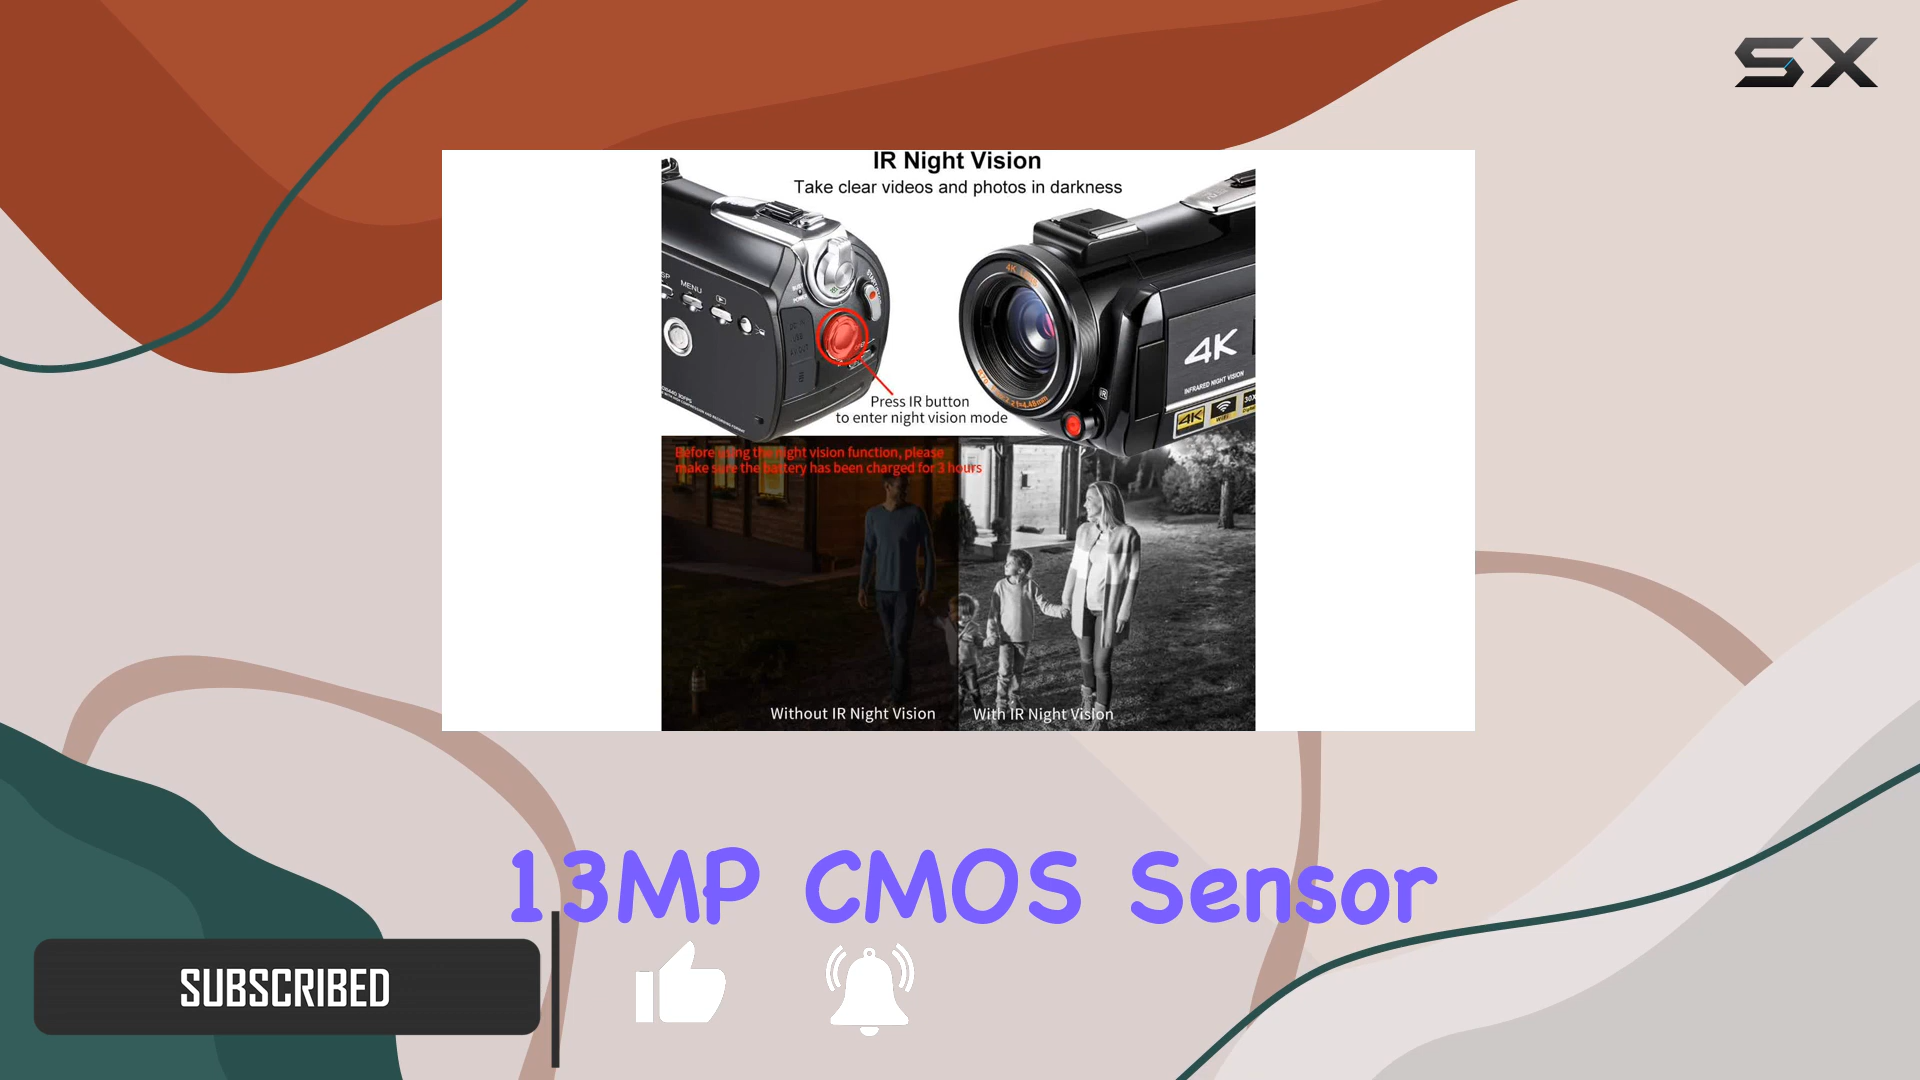 SX
IR Night Vision
Take clear videos and photos in darkness
MENU
4K
INFRARED NIGHT VISION
4K
Press IR button
to enter night vision mode
Before using the night vision function, please
make sure the battery has been charged for 3 hours
Without IR Night Vision
With IR Night Vision
13MP CMOS Sensor
SUBSCRIBED